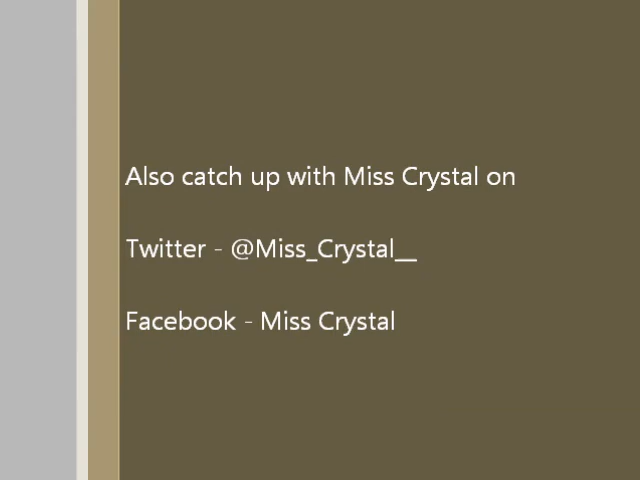 Also catch up with Miss Crystal on
Twitter - @Miss_Crystal__
Facebook - Miss Crystal